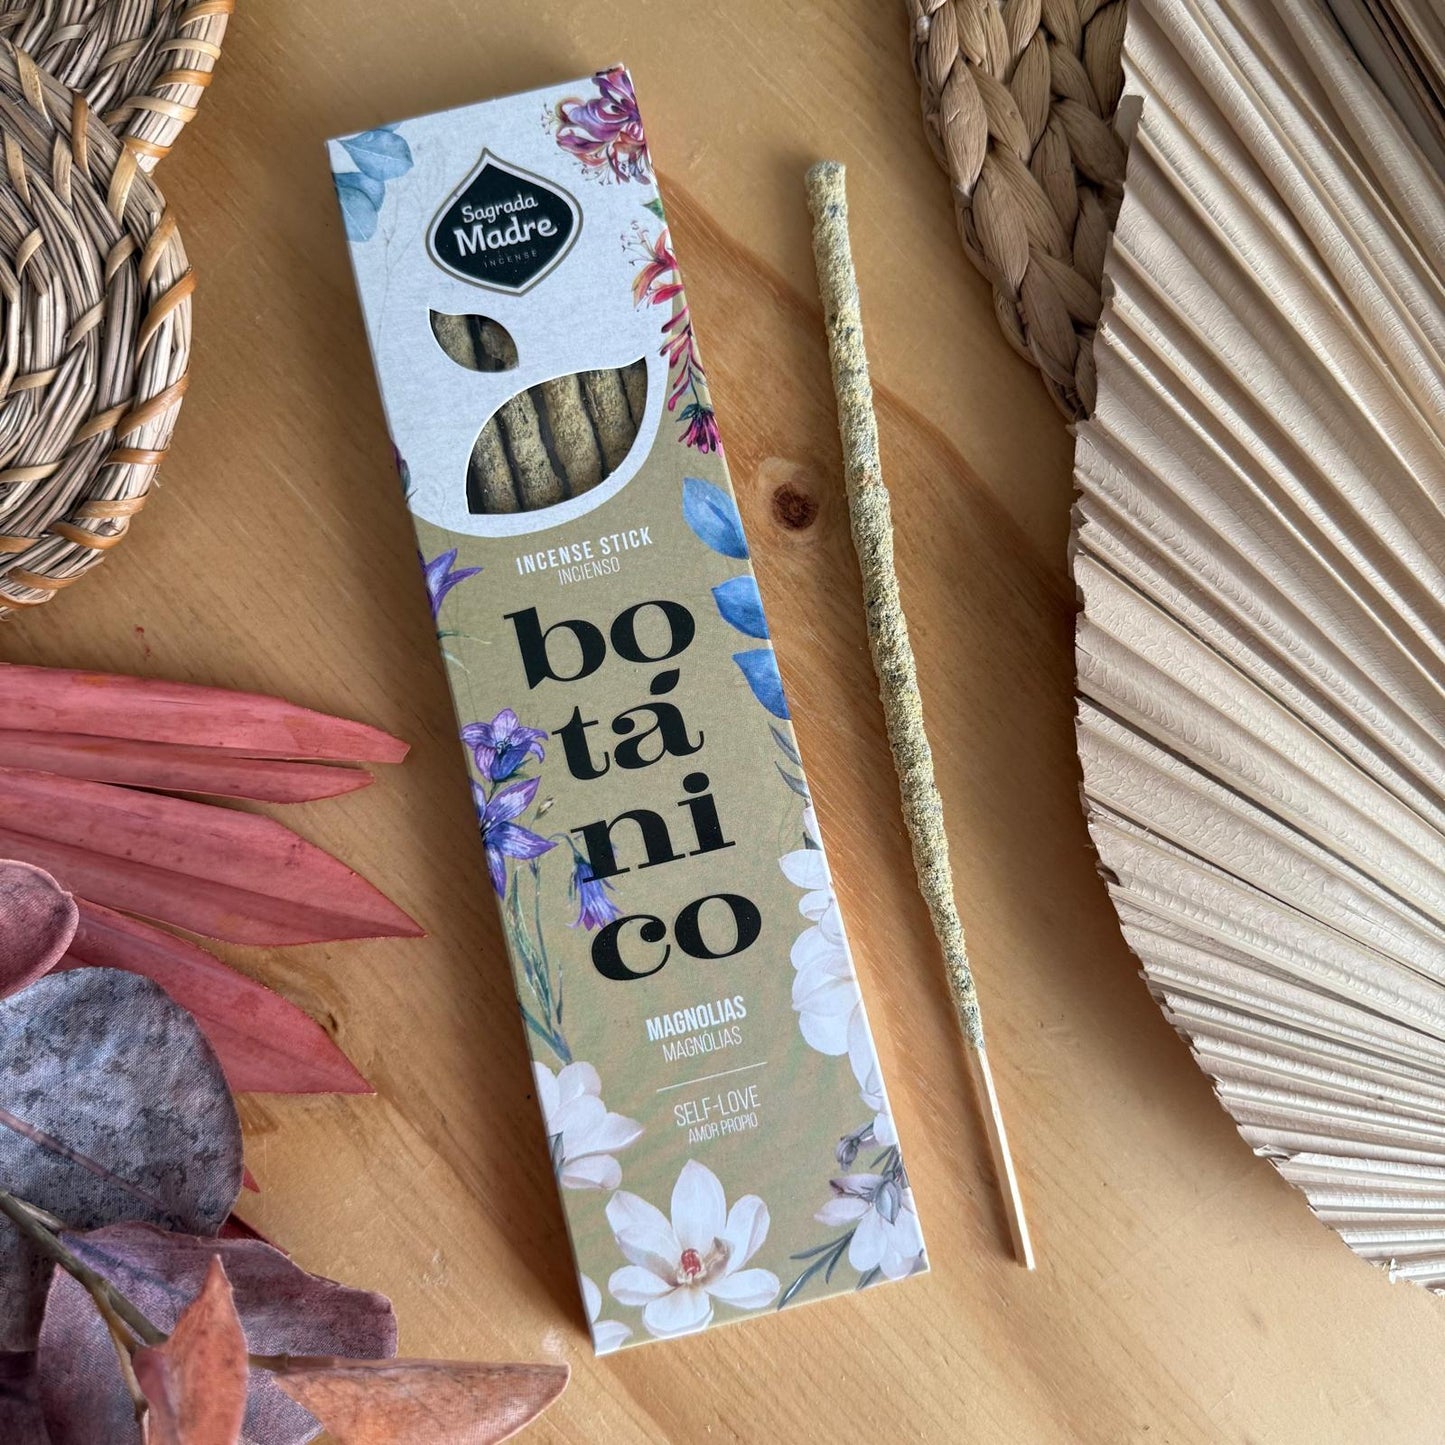 Sagrada
Madre
INCENSE
INCENSE STICK
INCIENSO
bo
tá
ni
co
MAGNOLIAS
MAGNÓLIAS
SELF-LOVE
AMOR PROPIO